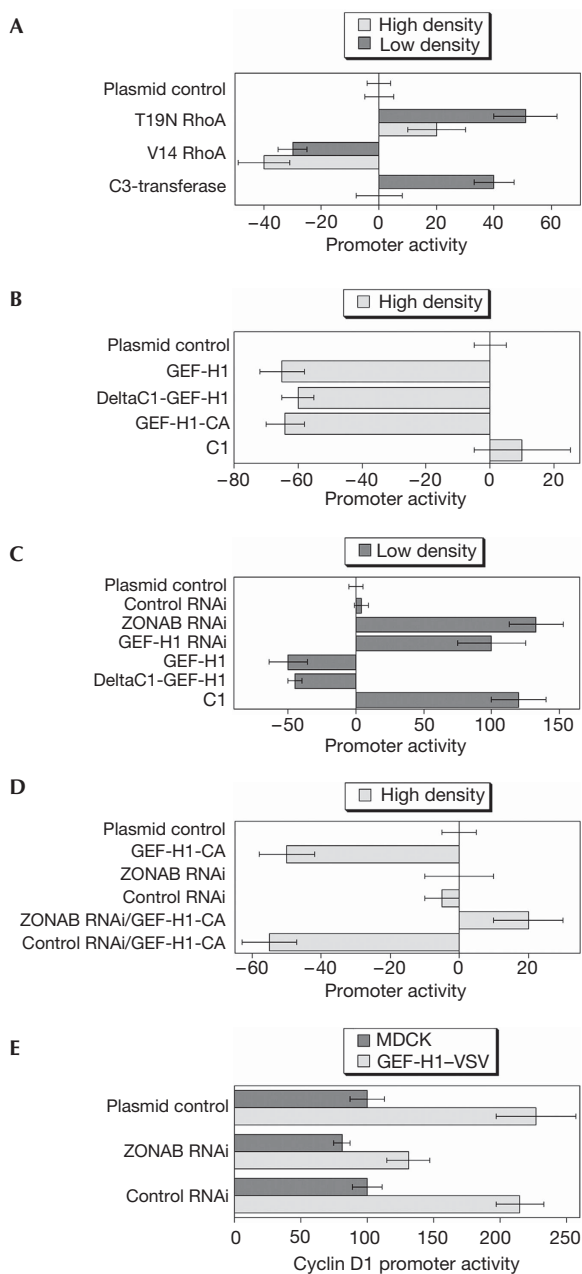 A
High density
Low density
Plasmid control
T19N RhoA
V14 RhoA
C3-transferase
−40 −20 0 20 40 60
Promoter activity
B
High density
Plasmid control
GEF-H1
DeltaC1-GEF-H1
GEF-H1-CA
C1
−80 −60 −40 −20 0 20
Promoter activity
C
Low density
Plasmid control
Control RNAi
ZONAB RNAi
GEF-H1 RNAi
GEF-H1
DeltaC1-GEF-H1
C1
−50 0 50 100 150
Promoter activity
D
High density
Plasmid control
GEF-H1-CA
ZONAB RNAi
Control RNAi
ZONAB RNAi/GEF-H1-CA
Control RNAi/GEF-H1-CA
−60 −40 −20 0 20
Promoter activity
E
MDCK
GEF-H1–VSV
Plasmid control
ZONAB RNAi
Control RNAi
0 50 100 150 200 250
Cyclin D1 promoter activity